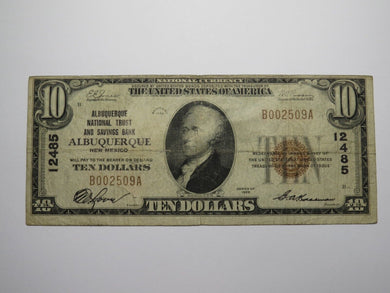 NATIONAL CURRENCY
THE UNITED STATES OF AMERICA
10
10
B002509A
ALBUQUERQUE
NATIONAL TRUST
AND SAVINGS BANK
ALBUQUERQUE
NEW MEXICO
WILL PAY TO THE BEARER ON DEMAND
TEN DOLLARS
B002509A
12485
12485
TEN
SERIES OF
1929
10
TEN DOLLARS
10